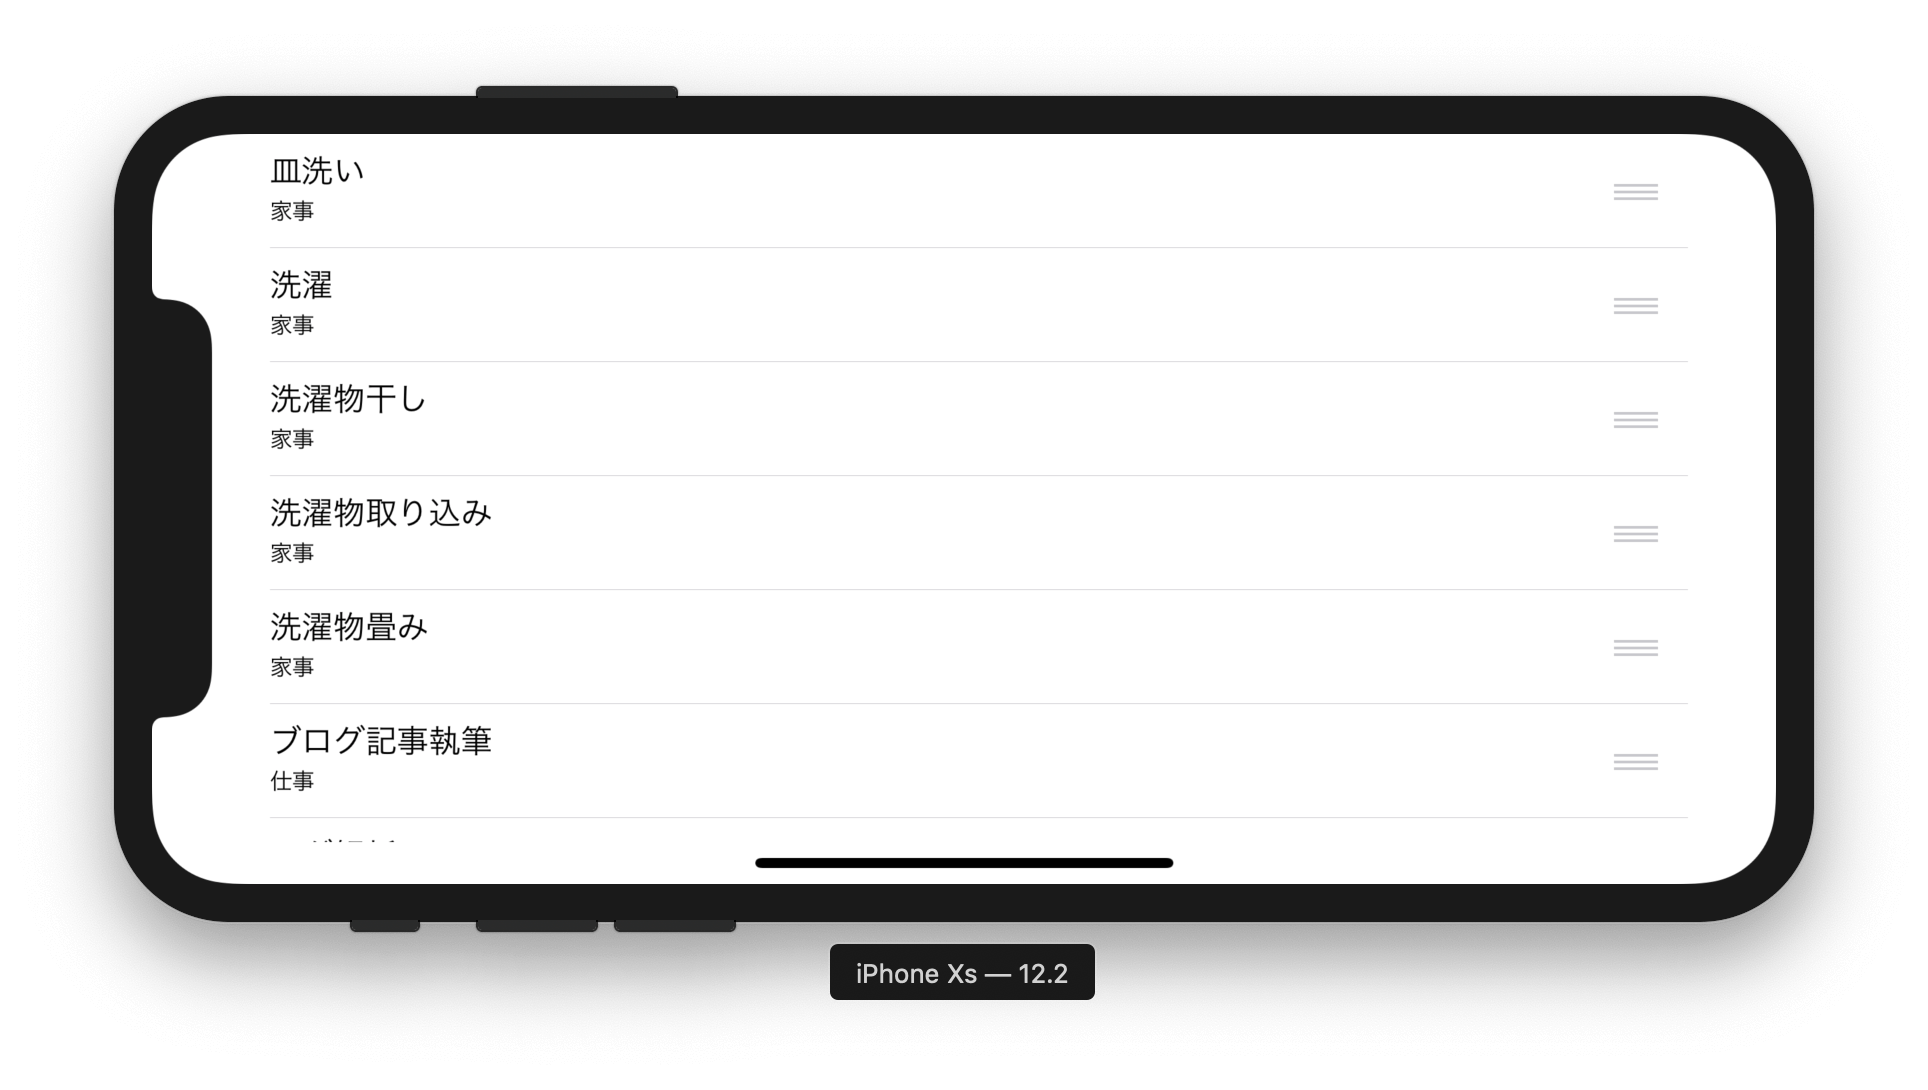 皿洗い
家事
洗濯
家事
洗濯物干し
家事
洗濯物取り込み
家事
洗濯物畳み
家事
ブログ記事執筆
仕事
iPhone Xs — 12.2